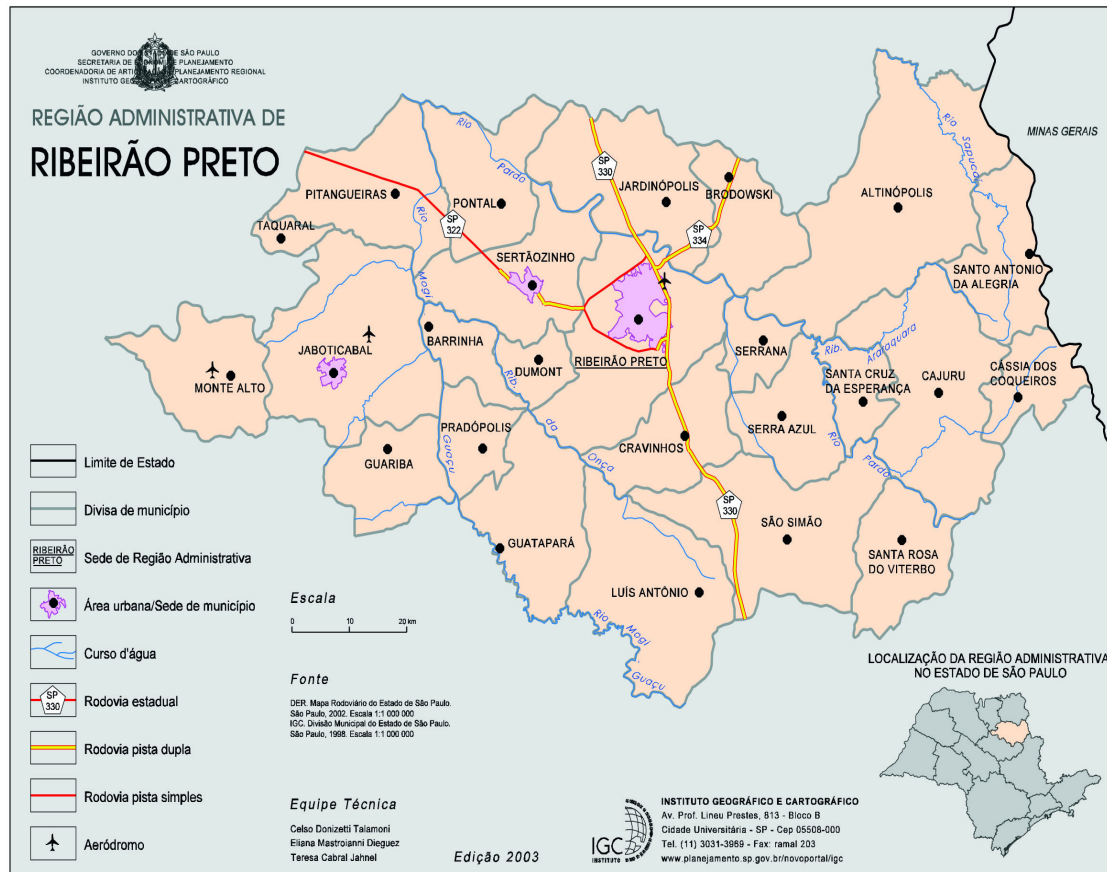 GOVERNO DO ESTADO DE SÃO PAULO
SECRETARIA DE ECONOMIA E PLANEJAMENTO
COORDENADORIA DE ARTICULAÇÃO E PLANEJAMENTO REGIONAL
INSTITUTO GEOGRÁFICO E CARTOGRÁFICO
REGIÃO ADMINISTRATIVA DE
RIBEIRÃO PRETO
MINAS GERAIS
Rio
Sapucaí
Rio
Pardo
SP
330
JARDINÓPOLIS
BRODOWSKI
ALTINÓPOLIS
PITANGUEIRAS
PONTAL
Rio
SP
322
SP
334
TAQUARAL
SERTÃOZINHO
SANTO ANTONIO
DA ALEGRIA
Mogi
BARRINHA
JABOTICABAL
MONTE ALTO
DUMONT
RIBEIRÃO PRETO
SERRANA
Rib.
Araraquara
SANTA CRUZ
DA ESPERANÇA
CAJURU
CÁSSIA DOS
COQUEIROS
Rib.
da
Onça
PRADÓPOLIS
SERRA AZUL
Rio
Pardo
GUARIBA
Guaçu
CRAVINHOS
SP
330
SÃO SIMÃO
GUATAPARÁ
SANTA ROSA
DO VITERBO
LUÍS ANTÔNIO
Rio
Mogi
Guaçu
Limite de Estado
Divisa de município
RIBEIRÃO
PRETO
Sede de Região Administrativa
Área urbana/Sede de município
Curso d'água
SP
330
Rodovia estadual
Rodovia pista dupla
Rodovia pista simples
Aeródromo
Escala
0 10 20 km
Fonte
DER. Mapa Rodoviário do Estado de São Paulo.
São Paulo, 2002. Escala 1:1 000 000
IGC. Divisão Municipal do Estado de São Paulo.
São Paulo, 1998. Escala 1:1 000 000
Equipe Técnica
Celso Donizetti Talamoni
Eliana Mastroianni Dieguez
Teresa Cabral Jahnel
Edição 2003
LOCALIZAÇÃO DA REGIÃO ADMINISTRATIVA
NO ESTADO DE SÃO PAULO
IGC
INSTITUTO
INSTITUTO GEOGRÁFICO E CARTOGRÁFICO
Av. Prof. Lineu Prestes, 813 - Bloco B
Cidade Universitária - SP - Cep 05508-000
Tel. (11) 3031-3969 - Fax: ramal 203
www.planejamento.sp.gov.br/novoportal/igc